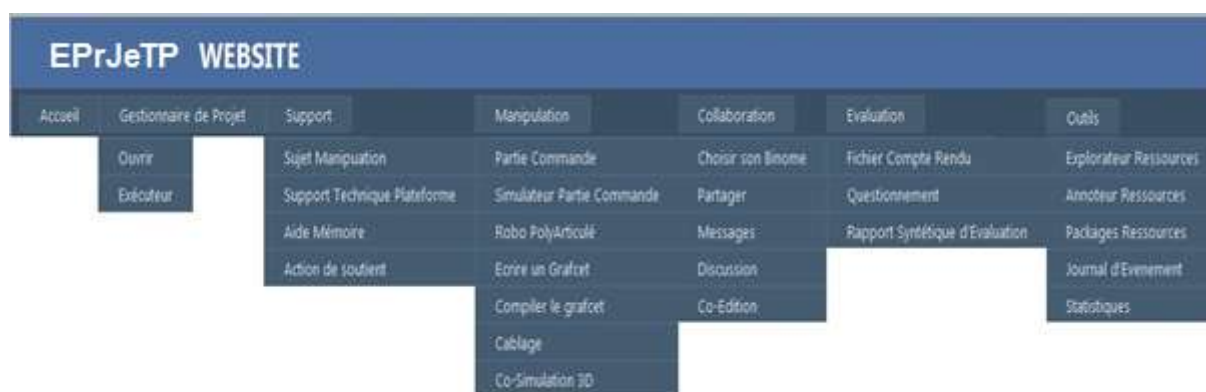 EPrJeTP WEBSITE
Accueil Gestionnaire de Projet Support Manipulation Collaboration Evaluation Outils
Ouvrir
Exécuteur
Sujet Manipuation
Support Technique Plateforme
Aide Mémoire
Action de soutient
Partie Commande
Simulateur Partie Commande
Robo PolyArticulé
Ecrire un Grafcet
Compiler le grafcet
Cablage
Co-Simulation 3D
Choisir son Binome
Partager
Messages
Discussion
Co-Edition
Fichier Compte Rendu
Questionnement
Rapport Syntétique d'Evaluation
Explorateur Ressources
Annoteur Ressources
Packages Ressources
Journal d'Evenement
Statistiques